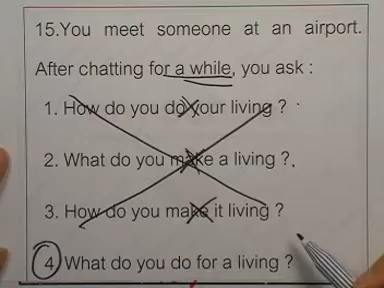 15.You meet someone at an airport.
After chatting for a while, you ask :
1. How do you do your living ?
2. What do you make a living ?.
3. How do you make it living ?
4 What do you do for a living ?